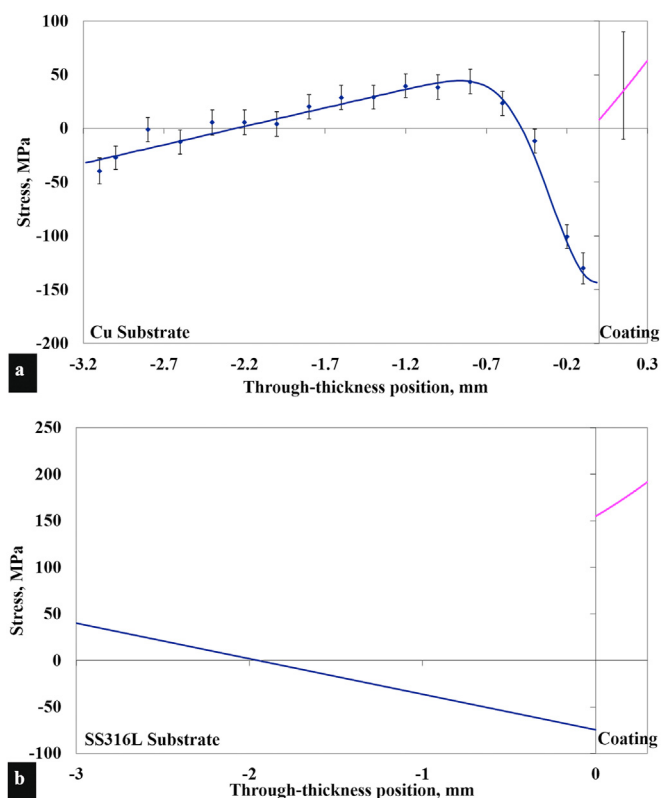 100
50
0
-50
-100
-150
-200
Stress, MPa
Cu Substrate
Coating
-3.2 -2.7 -2.2 -1.7 -1.2 -0.7 -0.2 0.3
Through-thickness position, mm
a
250
200
150
100
50
0
-50
-100
Stress, MPa
SS316L Substrate
Coating
-3 -2 -1 0
Through-thickness position, mm
b